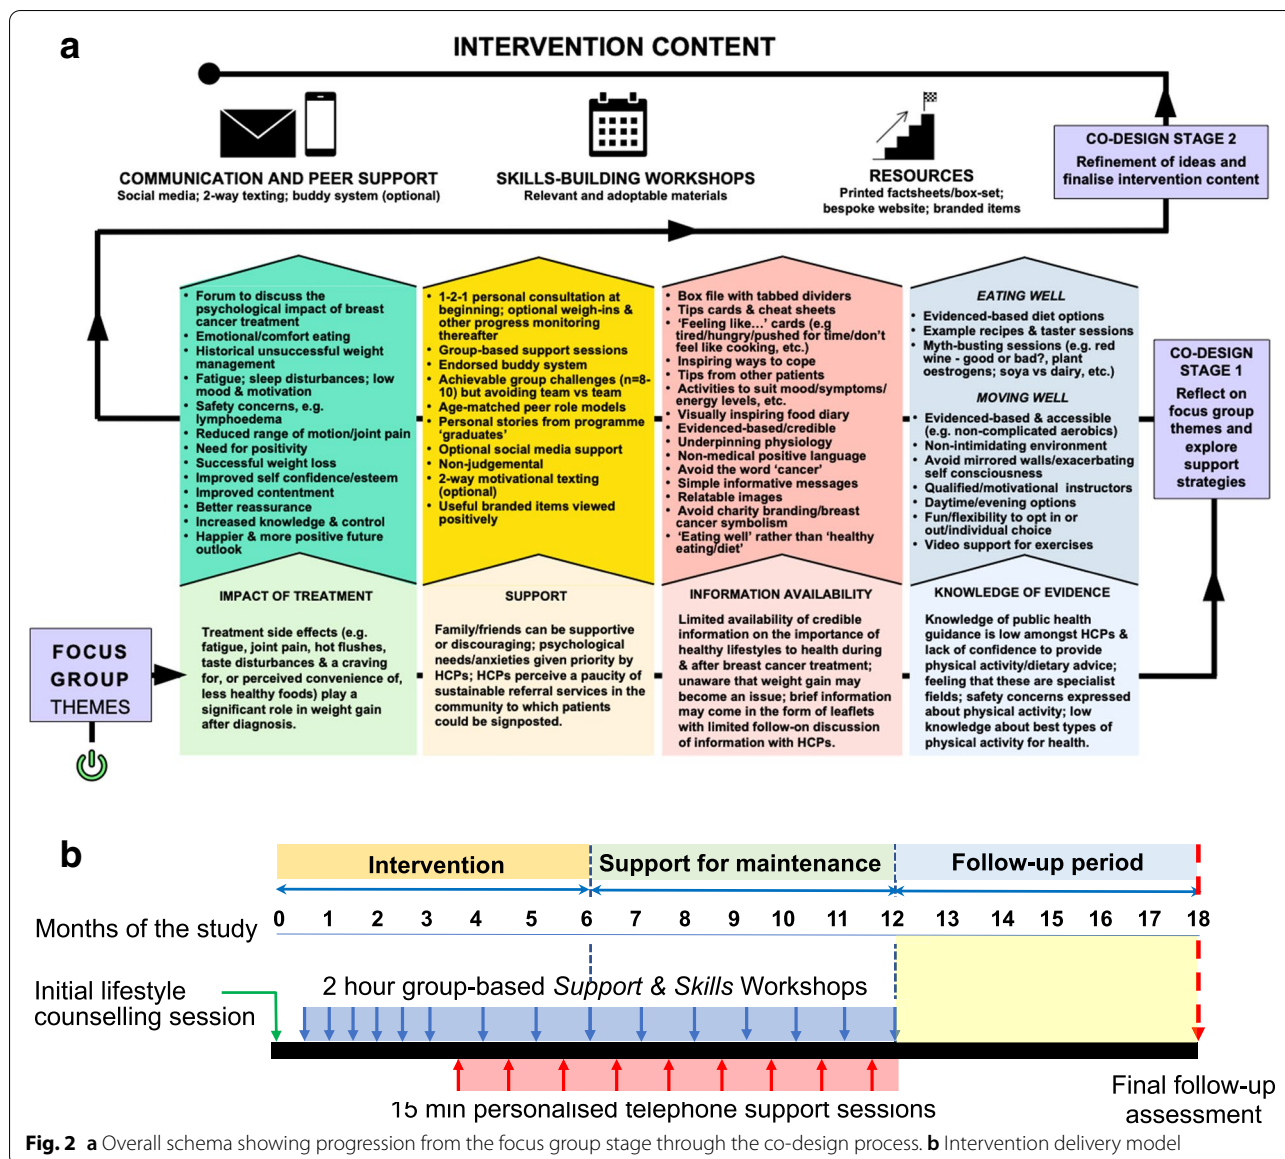 a
INTERVENTION CONTENT
COMMUNICATION AND PEER SUPPORT
Social media; 2-way texting; buddy system (optional)
SKILLS-BUILDING WORKSHOPS
Relevant and adoptable materials
RESOURCES
Printed factsheets/box-set;
bespoke website; branded items
CO-DESIGN STAGE 2
Refinement of ideas and
finalise intervention content
• Forum to discuss the
psychological impact of breast
cancer treatment
• Emotional/comfort eating
• Historical unsuccessful weight
management
• Fatigue; sleep disturbances; low
mood & motivation
• Safety concerns, e.g.
lymphoedema
• Reduced range of motion/joint pain
• Need for positivity
• Successful weight loss
• Improved self confidence/esteem
• Improved contentment
• Better reassurance
• Increased knowledge & control
• Happier & more positive future
outlook
• 1-2-1 personal consultation at
beginning; optional weigh-ins &
other progress monitoring
thereafter
• Group-based support sessions
• Endorsed buddy system
• Achievable group challenges (n=8-
10) but avoiding team vs team
• Age-matched peer role models
• Personal stories from programme
‘graduates’
• Optional social media support
• Non-judgemental
• 2-way motivational texting
(optional)
• Useful branded items viewed
positively
• Box file with tabbed dividers
• Tips cards & cheat sheets
• ‘Feeling like…’ cards (e.g
tired/hungry/pushed for time/don’t
feel like cooking, etc.)
• Inspiring ways to cope
• Tips from other patients
• Activities to suit mood/symptoms/
energy levels, etc.
• Visually inspiring food diary
• Evidenced-based/credible
• Underpinning physiology
• Non-medical positive language
• Avoid the word ‘cancer’
• Simple informative messages
• Relatable images
• Avoid charity branding/breast
cancer symbolism
• ‘Eating well’ rather than ‘healthy
eating/diet’
EATING WELL
• Evidenced-based diet options
• Example recipes & taster sessions
• Myth-busting sessions (e.g. red
wine - good or bad?, plant
oestrogens; soya vs dairy, etc.)
MOVING WELL
• Evidenced-based & accessible
(e.g. non-complicated aerobics)
• Non-intimidating environment
• Avoid mirrored walls/exacerbating
self consciousness
• Qualified/motivational instructors
• Daytime/evening options
• Fun/flexibility to opt in or
out/individual choice
• Video support for exercises
CO-DESIGN
STAGE 1
Reflect on
focus group
themes and
explore
support
strategies
FOCUS
GROUP
THEMES
IMPACT OF TREATMENT
Treatment side effects (e.g.
fatigue, joint pain, hot flushes,
taste disturbances & a craving
for, or perceived convenience of,
less healthy foods) play a
significant role in weight gain
after diagnosis.
SUPPORT
Family/friends can be supportive
or discouraging; psychological
needs/anxieties given priority by
HCPs; HCPs perceive a paucity of
sustainable referral services in the
community to which patients
could be signposted.
INFORMATION AVAILABILITY
Limited availability of credible
information on the importance of
healthy lifestyles to health during
& after breast cancer treatment;
unaware that weight gain may
become an issue; brief information
may come in the form of leaflets
with limited follow-on discussion
of information with HCPs.
KNOWLEDGE OF EVIDENCE
Knowledge of public health
guidance is low amongst HCPs &
lack of confidence to provide
physical activity/dietary advice;
feeling that these are specialist
fields; safety concerns expressed
about physical activity; low
knowledge about best types of
physical activity for health.
b
Intervention Support for maintenance Follow-up period
Months of the study 0 1 2 3 4 5 6 7 8 9 10 11 12 13 14 15 16 17 18
Initial lifestyle
counselling session
2 hour group-based Support & Skills Workshops
15 min personalised telephone support sessions
Final follow-up
assessment
Fig. 2 a Overall schema showing progression from the focus group stage through the co-design process. b Intervention delivery model